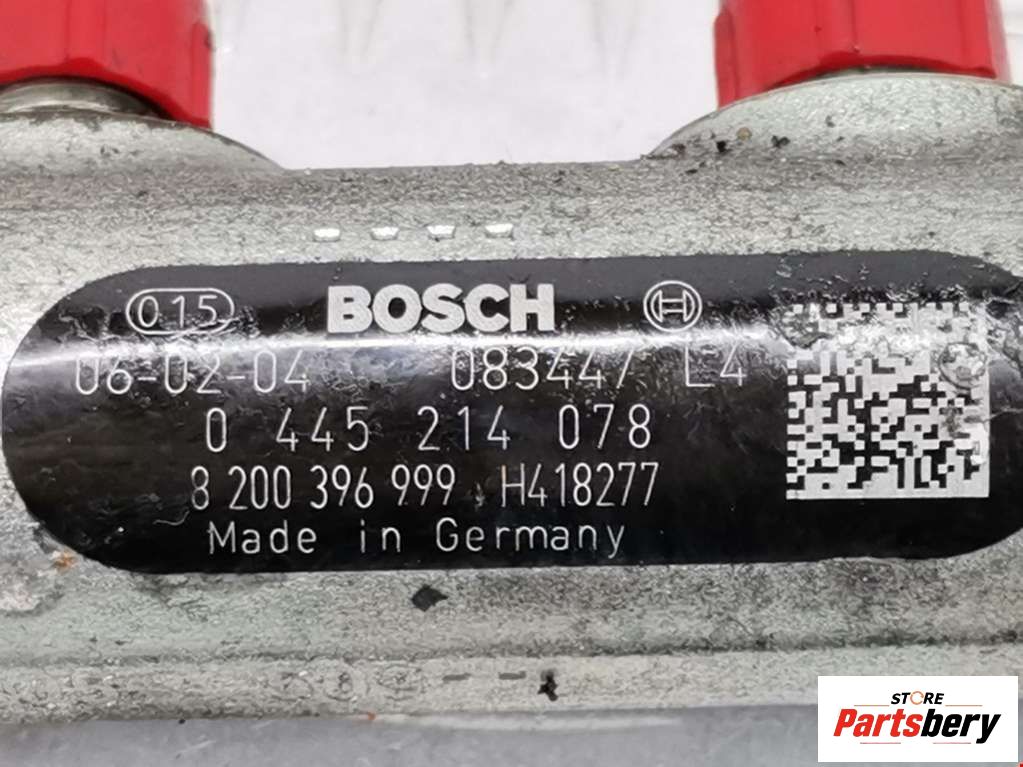 015 BOSCH H
06-02-04 083447 L4
0 445 214 078
8 200 396 999 H418277
Made in Germany
STORE
Partsbery